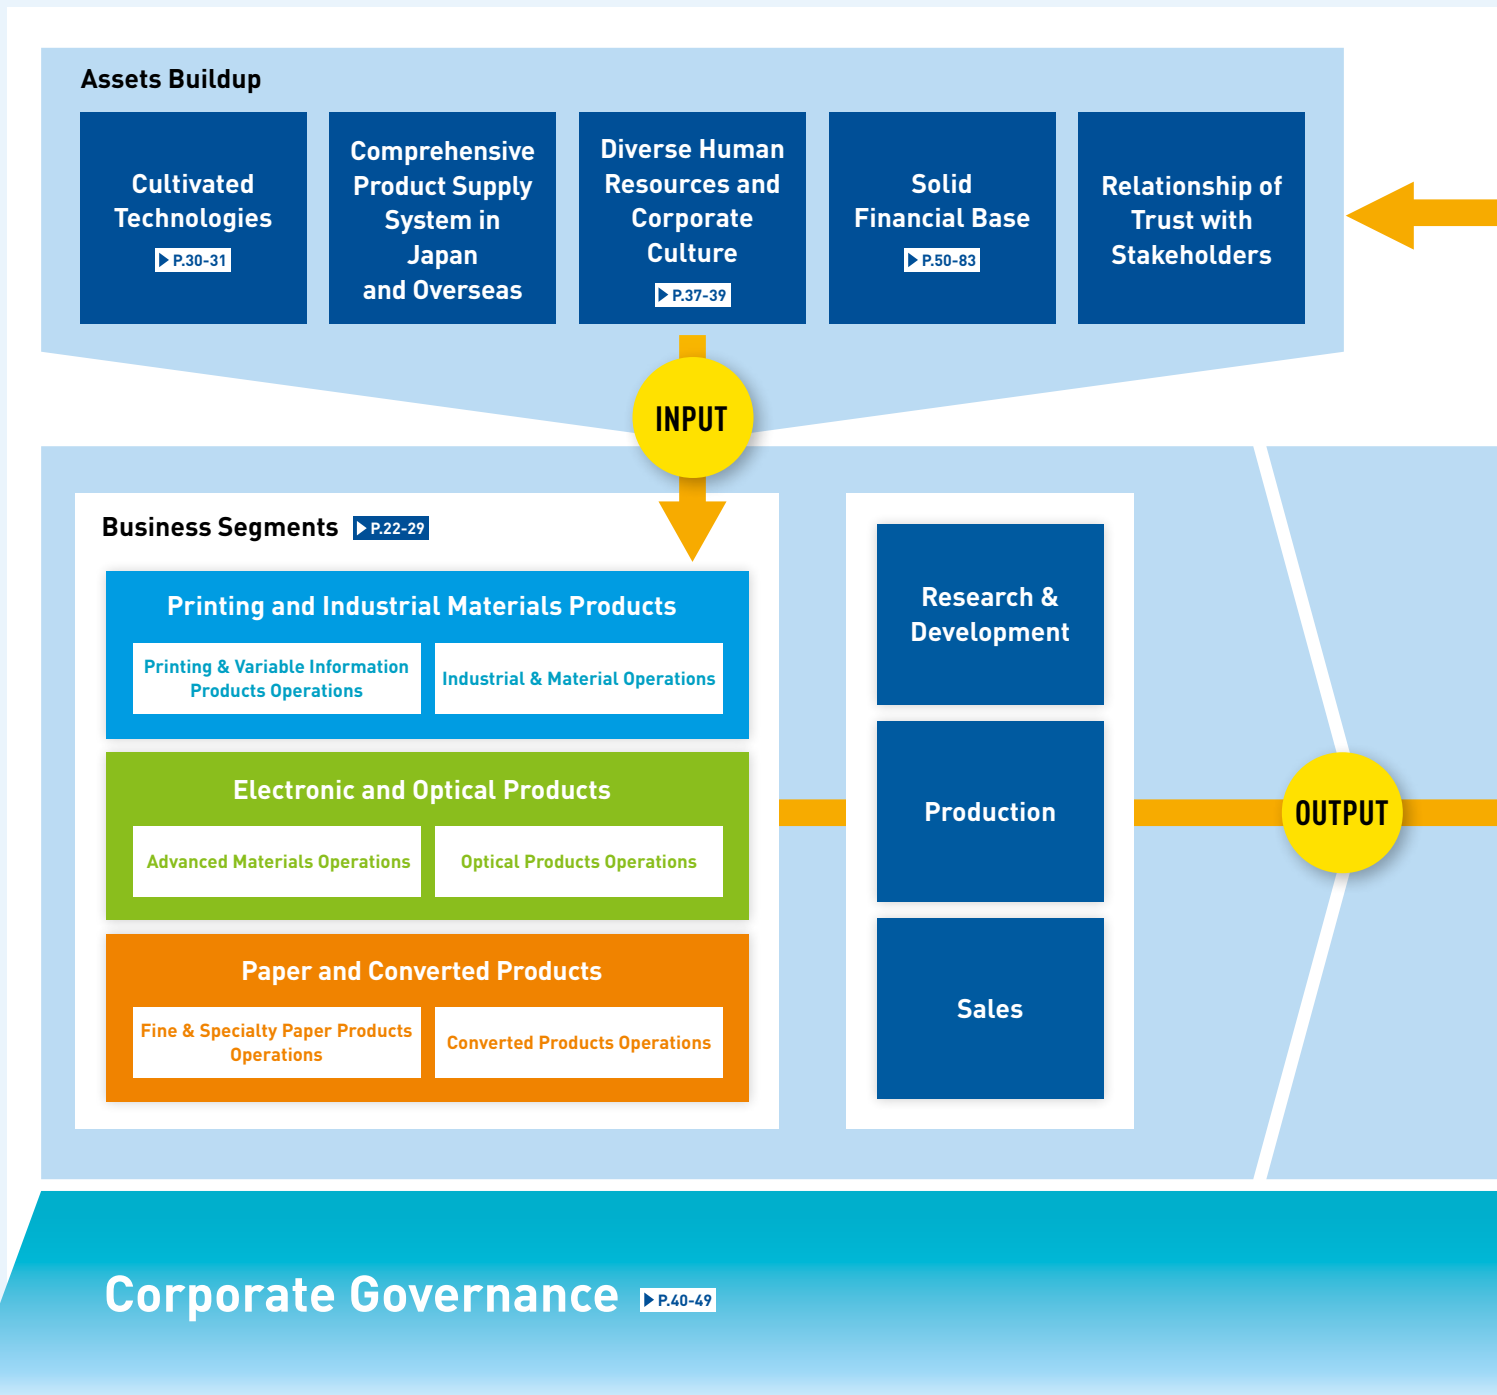 Assets Buildup
Cultivated
Technologies
P.30-31
Comprehensive
Product Supply
System in
Japan
and Overseas
Diverse Human
Resources and
Corporate
Culture
P.37-39
Solid
Financial Base
P.50-83
Relationship of
Trust with
Stakeholders
INPUT
Business Segments P.22-29
Printing and Industrial Materials Products
Printing & Variable Information
Products Operations
Industrial & Material Operations
Electronic and Optical Products
Advanced Materials Operations
Optical Products Operations
Paper and Converted Products
Fine & Specialty Paper Products
Operations
Converted Products Operations
Research &
Development
Production
Sales
OUTPUT
Corporate Governance P.40-49